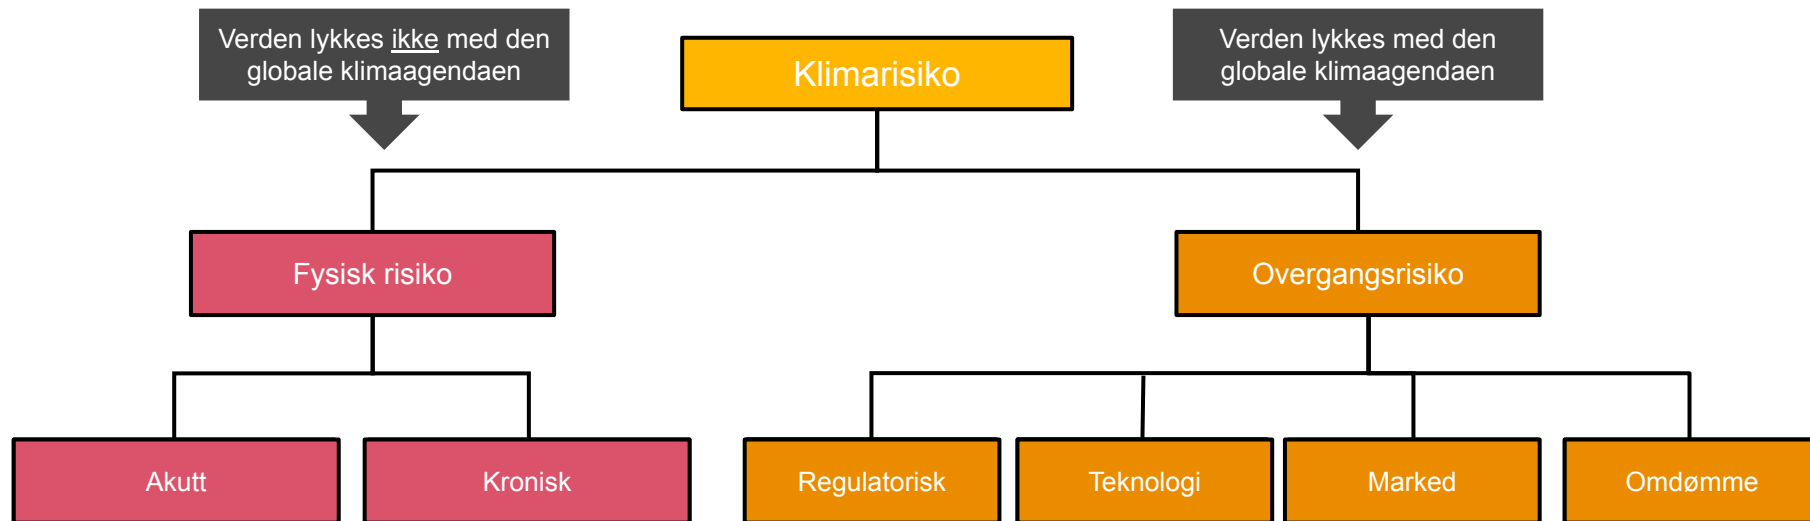 Verden lykkes ikke med den
globale klimaagendaen
Klimarisiko
Verden lykkes med den
globale klimaagendaen
Fysisk risiko
Overgangsrisiko
Akutt
Kronisk
Regulatorisk
Teknologi
Marked
Omdømme